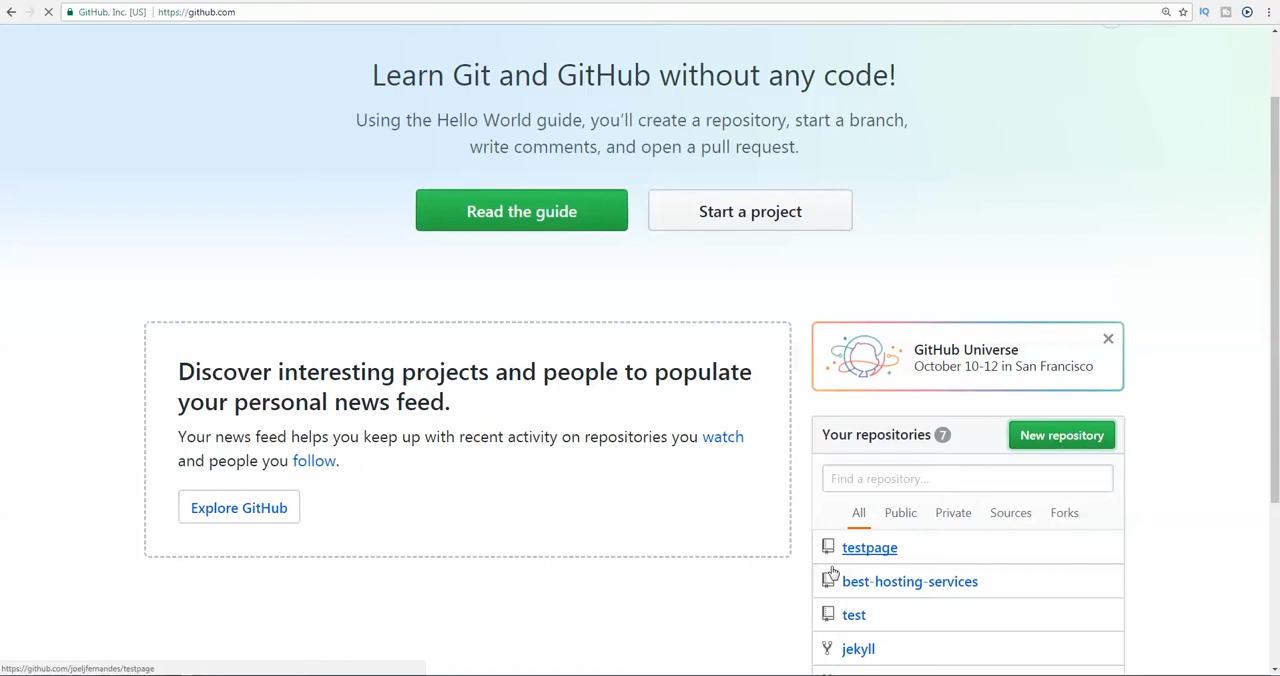 GitHub, Inc. [US] | https://github.com
Learn Git and GitHub without any code!
Using the Hello World guide, you’ll create a repository, start a branch,
write comments, and open a pull request.
Read the guide
Start a project
Discover interesting projects and people to populate
your personal news feed.
Your news feed helps you keep up with recent activity on repositories you watch
and people you follow.
Explore GitHub
GitHub Universe
October 10-12 in San Francisco
Your repositories 7
New repository
Find a repository...
All Public Private Sources Forks
testpage
best-hosting-services
test
jekyll
https://github.com/joeljfernandes/testpage